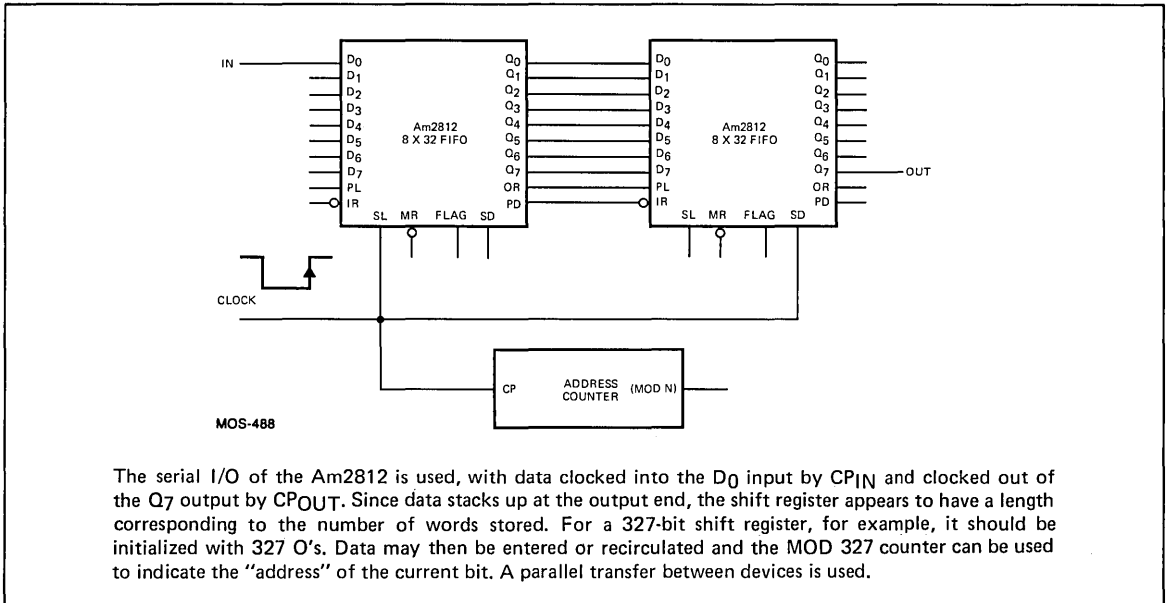 IN
D0 Q0 D0 Q0
D1 Q1 D1 Q1
D2 Q2 D2 Q2
D3 Q3 D3 Q3
D4 Am2812 Q4 D4 Am2812 Q4
D5 8 X 32 FIFO Q5 D5 8 X 32 FIFO Q5
D6 Q6 D6 Q6
D7 Q7 D7 Q7 OUT
PL OR PL OR
IR PD IR PD
SL MR FLAG SD SL MR FLAG SD
CLOCK
CP ADDRESS COUNTER (MOD N)
MOS-488
The serial I/O of the Am2812 is used, with data clocked into the D0 input by CPIN and clocked out of
the Q7 output by CPOUT. Since data stacks up at the output end, the shift register appears to have a length
corresponding to the number of words stored. For a 327-bit shift register, for example, it should be
initialized with 327 O's. Data may then be entered or recirculated and the MOD 327 counter can be used
to indicate the "address" of the current bit. A parallel transfer between devices is used.